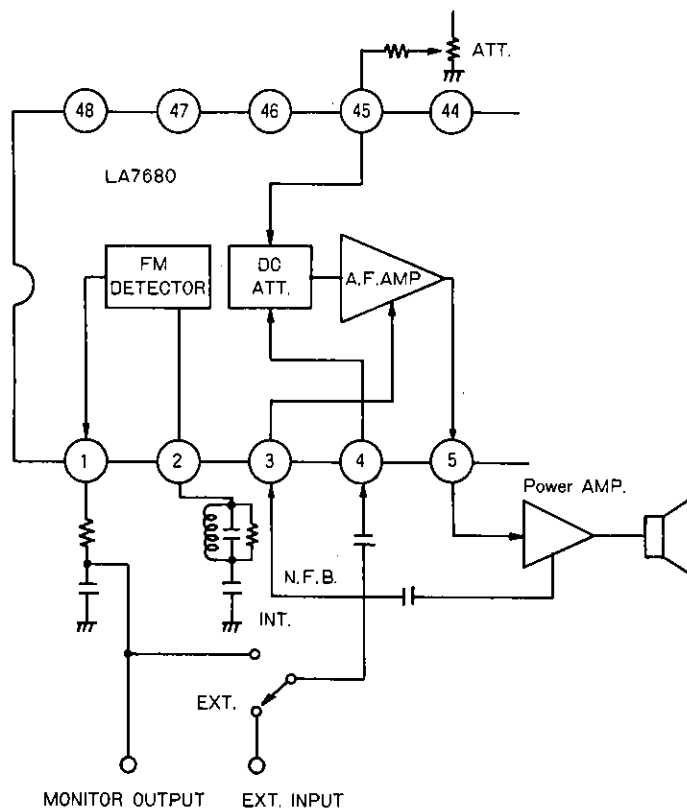 ATT.
48 47 46 45 44
LA7680
FM DETECTOR
DC ATT.
A.F.AMP
1 2 3 4 5
Power AMP.
N.F.B.
INT.
EXT.
MONITOR OUTPUT EXT. INPUT